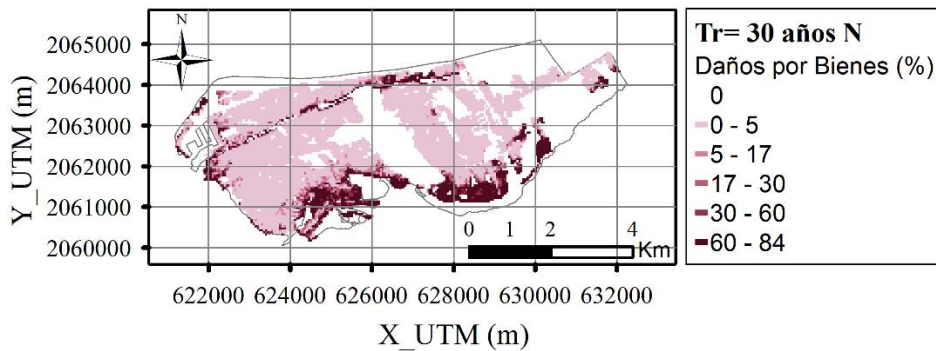 N
2065000
2064000
2063000
2062000
2061000
2060000
Y_UTM (m)
0 1 2 4
Km
622000 624000 626000 628000 630000 632000
X_UTM (m)
Tr= 30 años N
Daños por Bienes (%)
0
0 - 5
5 - 17
17 - 30
30 - 60
60 - 84